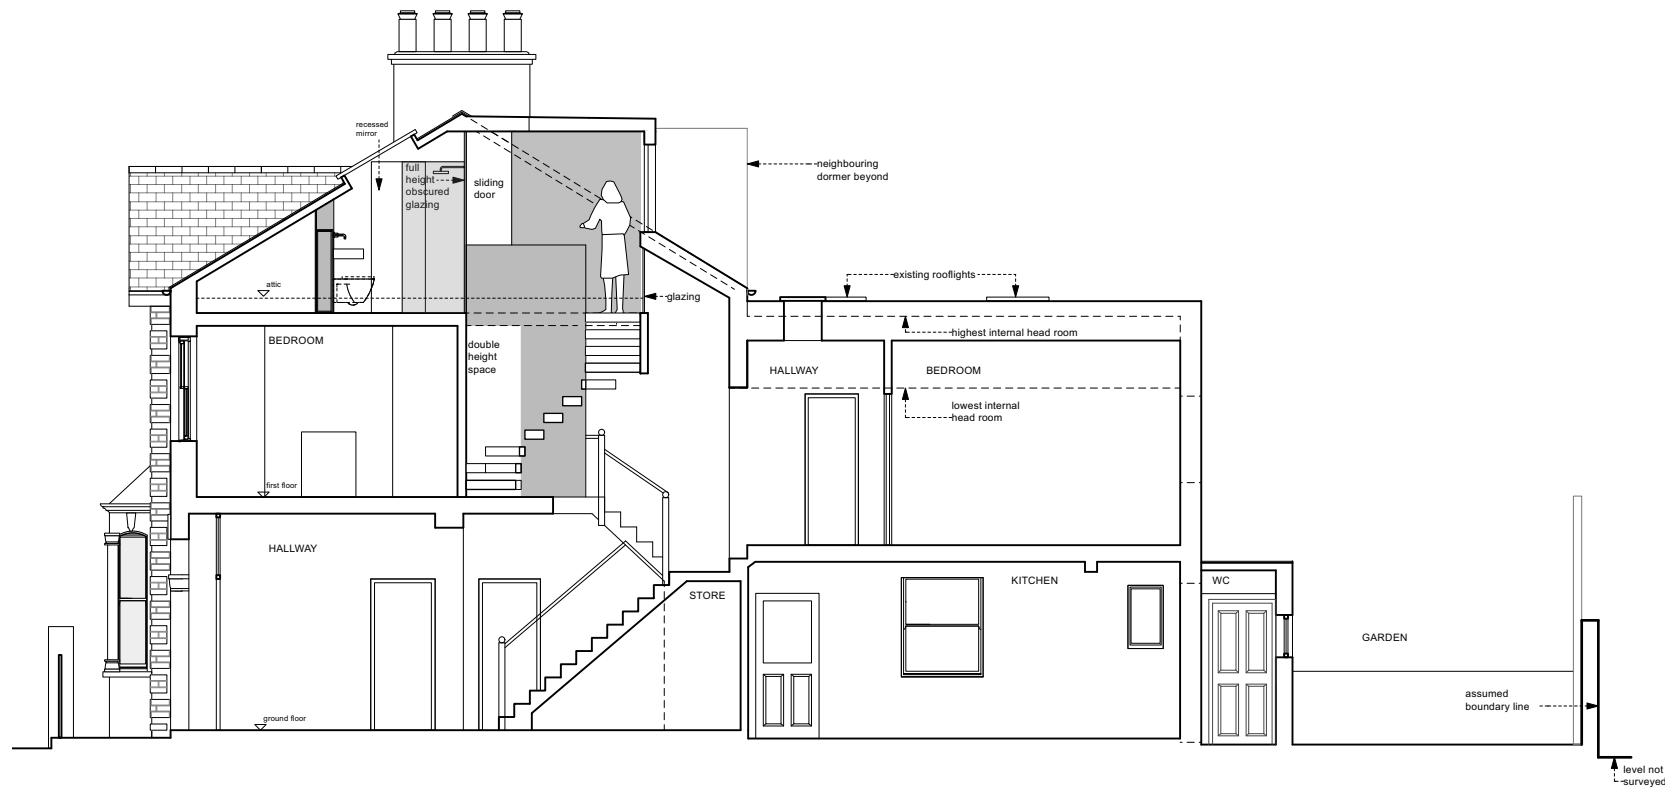 recessed
mirror
full
height
obscured
glazing
sliding
door
neighbouring
dormer beyond
attic
glazing
existing rooflights
highest internal head room
BEDROOM
double
height
space
HALLWAY
BEDROOM
lowest internal
head room
first floor
HALLWAY
STORE
KITCHEN
WC
GARDEN
assumed
boundary line
ground floor
level not
surveyed